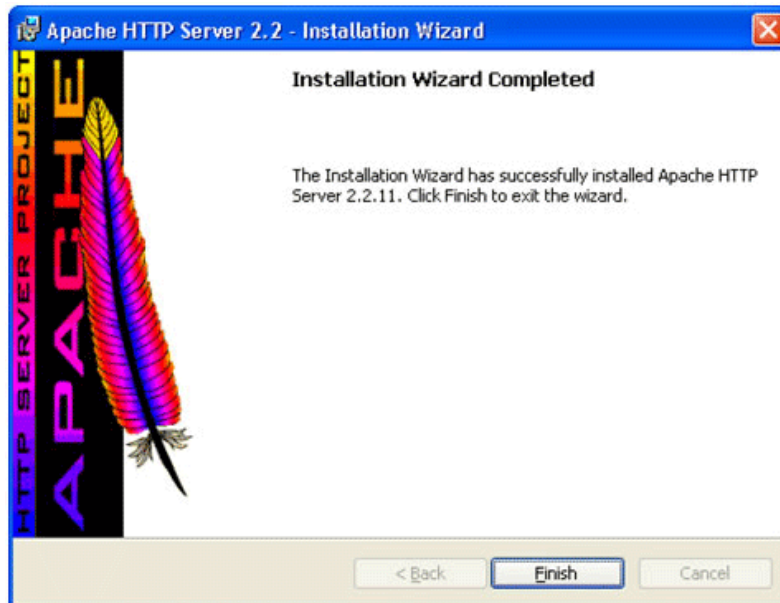 Apache HTTP Server 2.2 - Installation Wizard
HTTP SERVER PROJECT
APACHE
Installation Wizard Completed
The Installation Wizard has successfully installed Apache HTTP
Server 2.2.11. Click Finish to exit the wizard.
< Back
Finish
Cancel